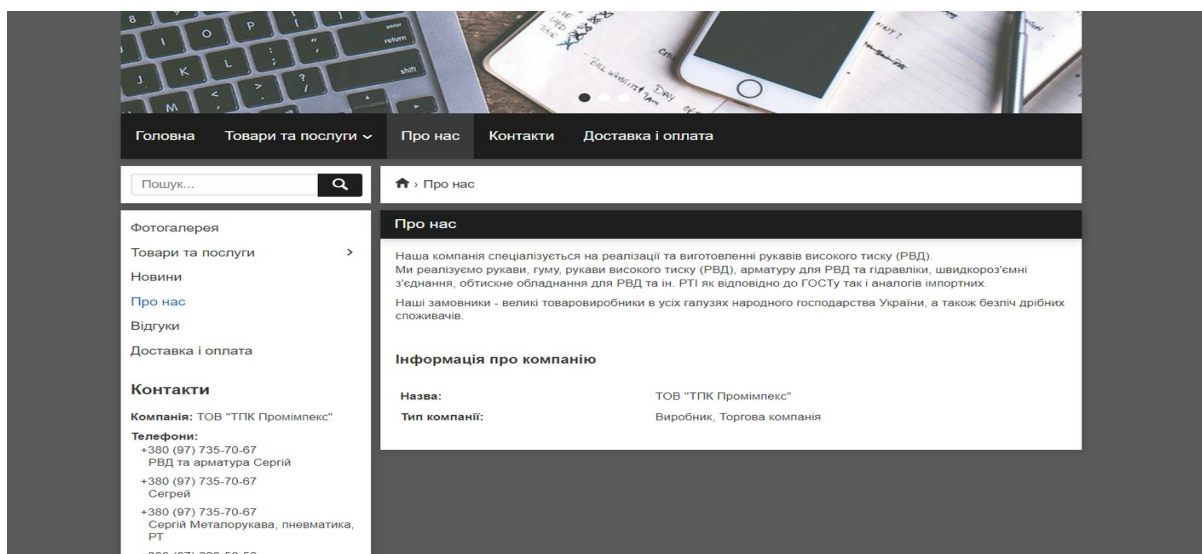 enter
return
shift
DAY
Головна Товари та послуги Про нас Контакти Доставка і оплата
Пошук...
› Про нас
Фотогалерея
Товари та послуги
Новини
Про нас
Відгуки
Доставка і оплата
Контакти
Компанія: ТОВ "ТПК Промімпекс"
Телефони:
+380 (97) 735-70-67
РВД та арматура Сергій
+380 (97) 735-70-67
Сегрей
+380 (97) 735-70-67
Сергій Металорукава, пневматика,
РТ
Про нас
Наша компанія спеціалізується на реалізації та виготовленні рукавів високого тиску (РВД).
Ми реалізуємо рукави, гуму, рукави високого тиску (РВД), арматуру для РВД та гідравліки, швидкороз'ємні
з'єднання, обтискне обладнання для РВД та ін. РТІ як відповідно до ГОСТу так і аналогів імпортних.
Наші замовники - великі товаровиробники в усіх галузях народного господарства України, а також безліч дрібних
споживачів.
Інформація про компанію
Назва: ТОВ "ТПК Промімпекс"
Тип компанії: Виробник, Торгова компанія